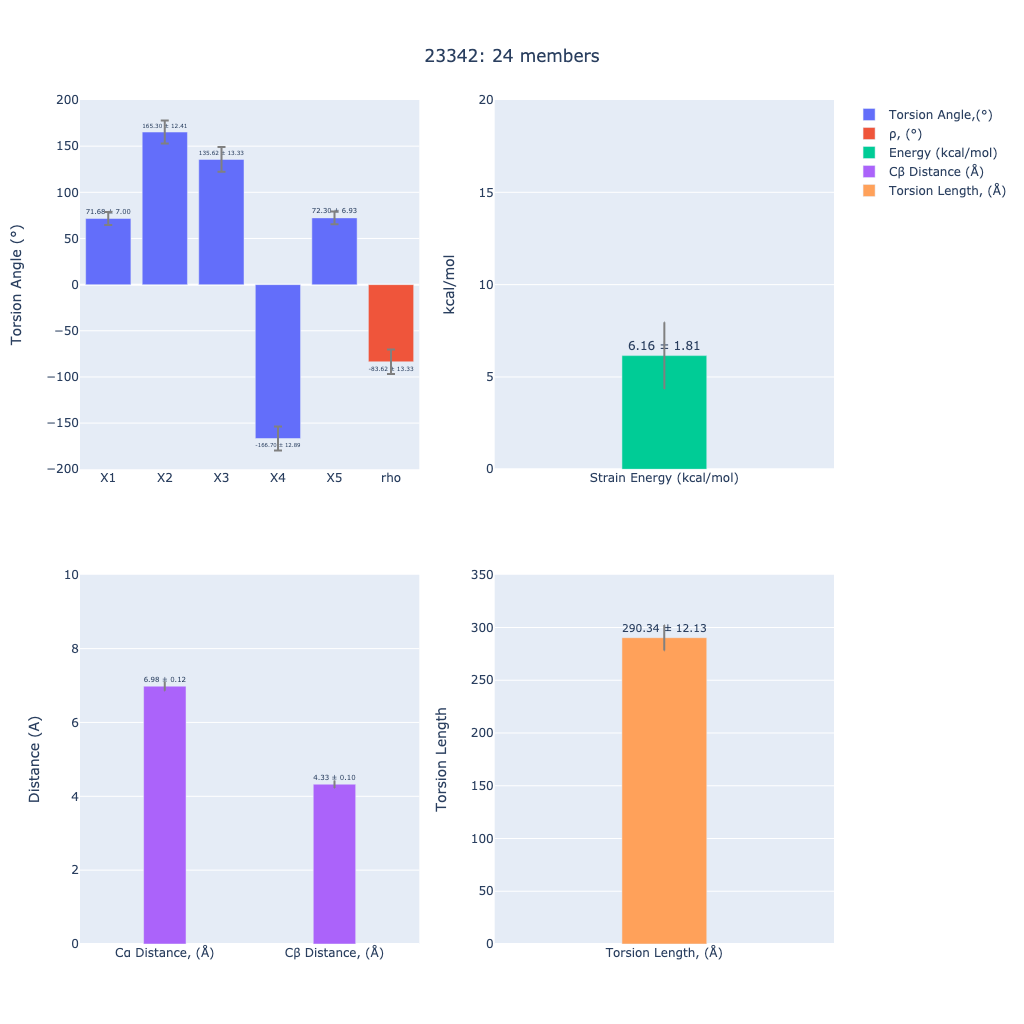 23342: 24 members
Torsion Angle (°)
200
150
100
50
0
−50
−100
−150
−200
71.68 ± 7.00
165.30 ± 12.41
135.62 ± 13.33
-166.70 ± 12.89
72.30 ± 6.93
-83.62 ± 13.33
X1 X2 X3 X4 X5 rho
kcal/mol
20
15
10
5
0
6.16 ± 1.81
Strain Energy (kcal/mol)
Torsion Angle,(°)
ρ, (°)
Energy (kcal/mol)
Cβ Distance (Å)
Torsion Length, (Å)
Distance (A)
10
8
6
4
2
0
6.98 ± 0.12
4.33 ± 0.10
Cα Distance, (Å) Cβ Distance, (Å)
Torsion Length
350
300
250
200
150
100
50
0
290.34 ± 12.13
Torsion Length, (Å)